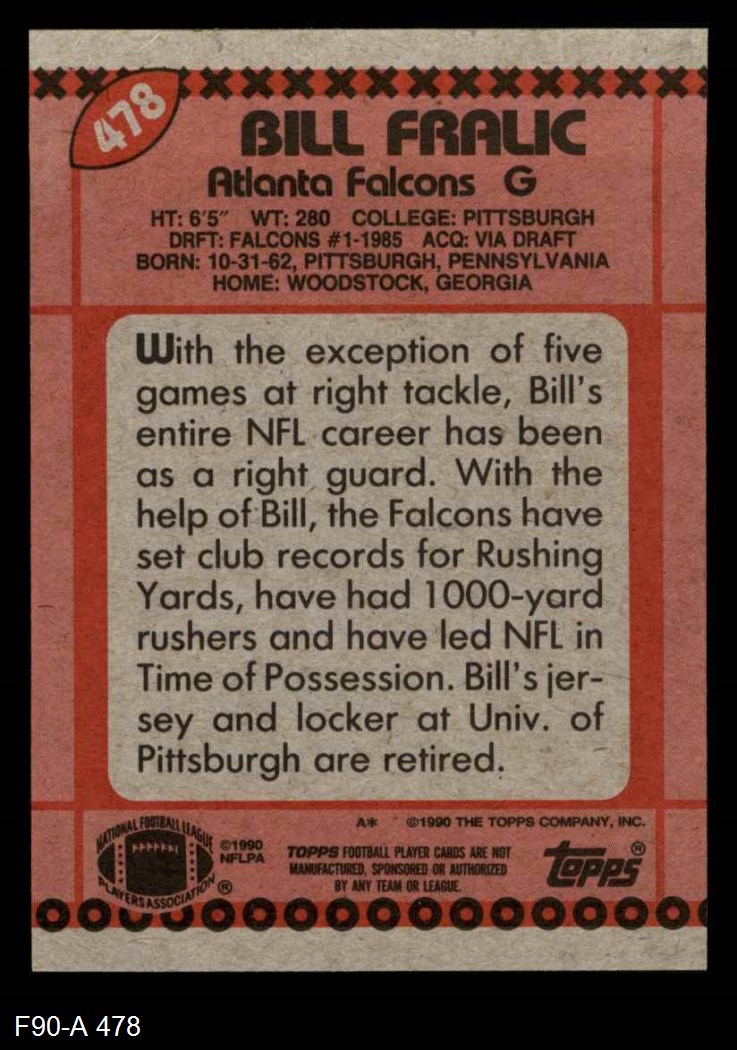 478
BILL FRALIC
Atlanta Falcons G
HT: 6'5" WT: 280 COLLEGE: PITTSBURGH
DRFT: FALCONS #1-1985 ACQ: VIA DRAFT
BORN: 10-31-62, PITTSBURGH, PENNSYLVANIA
HOME: WOODSTOCK, GEORGIA
With the exception of five
games at right tackle, Bill's
entire NFL career has been
as a right guard. With the
help of Bill, the Falcons have
set club records for Rushing
Yards, have had 1000-yard
rushers and have led NFL in
Time of Possession. Bill's jer-
sey and locker at Univ. of
Pittsburgh are retired.
A* ©1990 THE TOPPS COMPANY, INC.
NATIONAL FOOTBALL LEAGUE
PLAYERS ASSOCIATION ®
©1990
NFLPA
TOPPS FOOTBALL PLAYER CARDS ARE NOT
MANUFACTURED, SPONSORED OR AUTHORIZED
BY ANY TEAM OR LEAGUE.
topps®
F90-A 478